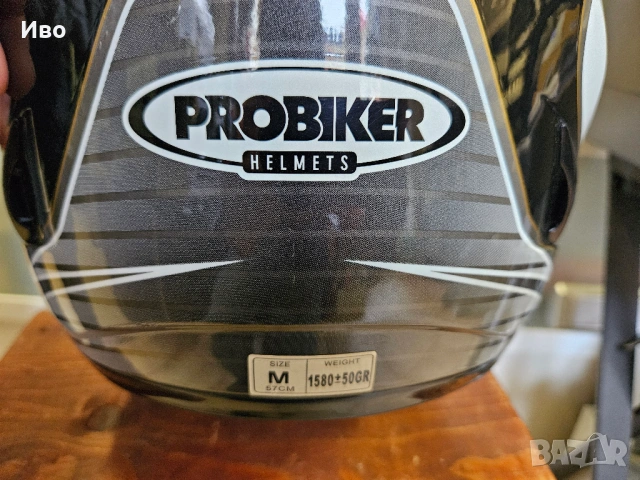 Иво
PROBIKER
HELMETS
SIZE
M
57CM
WEIGHT
1580±50GR
BAZAR